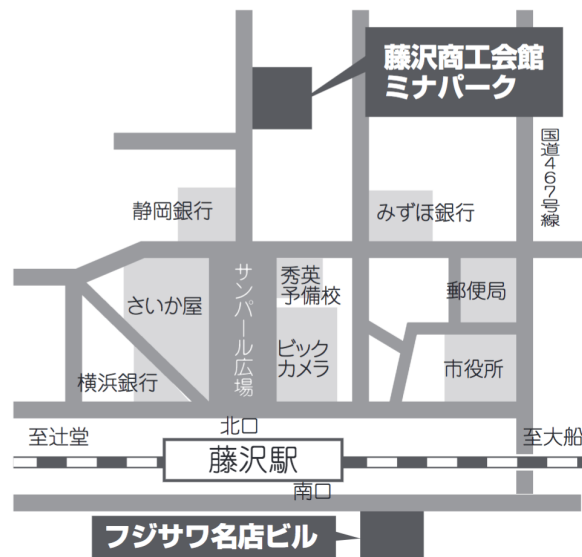 藤沢商工会館
ミナパーク
国道467号線
静岡銀行
みずほ銀行
サンパール広場
秀英
予備校
郵便局
さいか屋
ビック
カメラ
横浜銀行
市役所
北口
至辻堂
至大船
藤沢駅
南口
フジサワ名店ビル